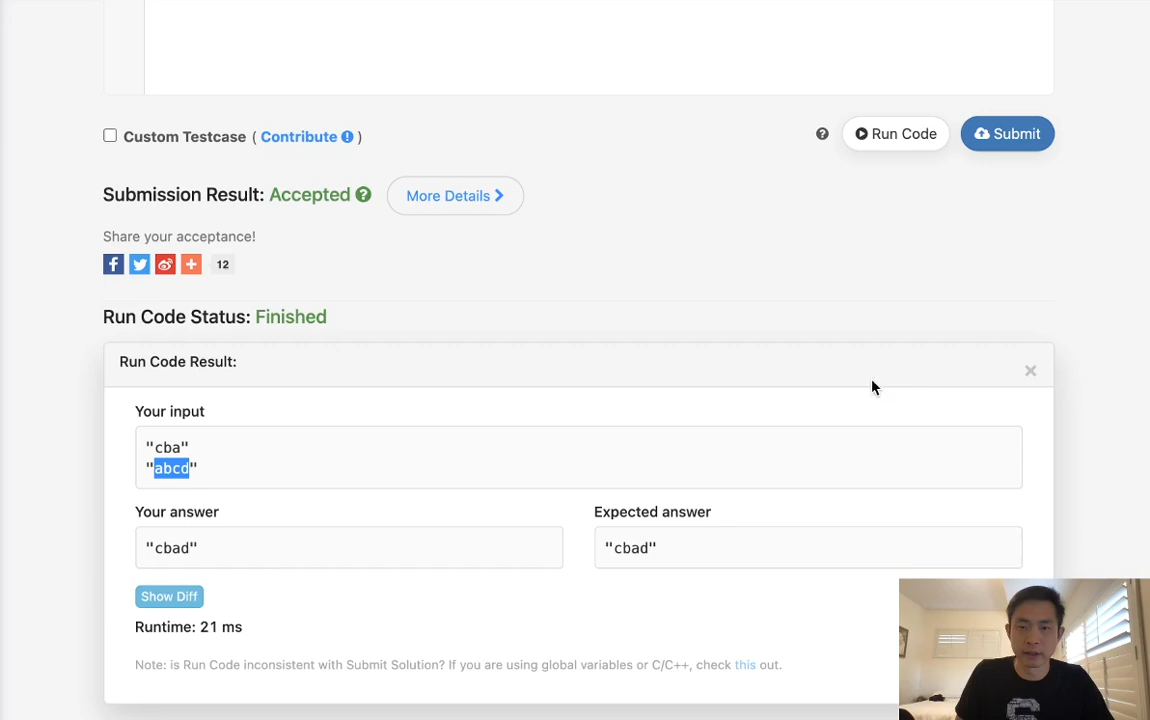 Custom Testcase ( Contribute )
Run Code
Submit
Submission Result: Accepted
More Details
Share your acceptance!
12
Run Code Status: Finished
Run Code Result:
×
Your input
"cba"
"abcd"
Your answer
Expected answer
"cbad"
"cbad"
Show Diff
Runtime: 21 ms
Note: is Run Code inconsistent with Submit Solution? If you are using global variables or C/C++, check this out.